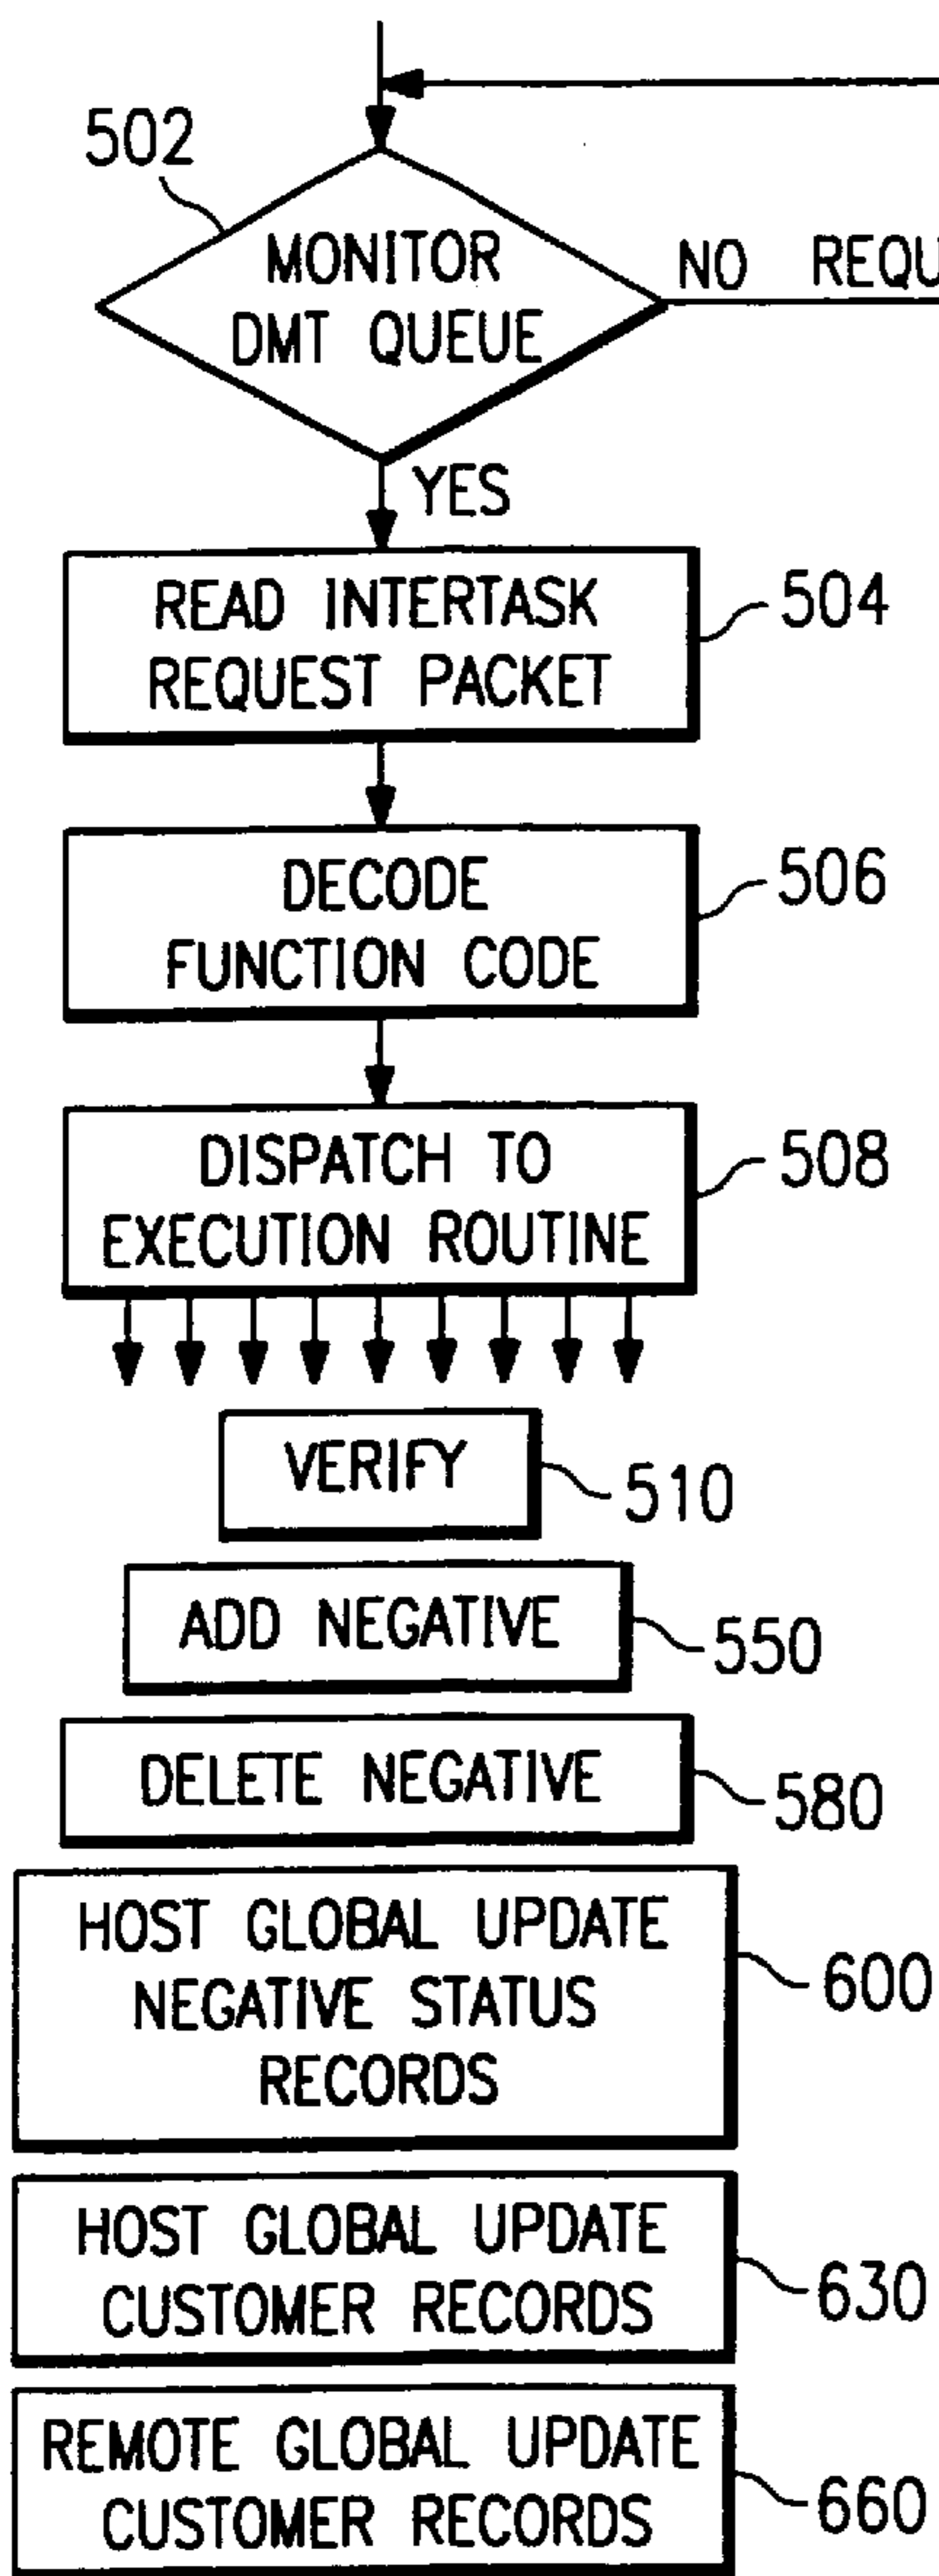 502
MONITOR
DMT QUEUE
NO REQU
YES
READ INTERTASK
REQUEST PACKET
504
DECODE
FUNCTION CODE
506
DISPATCH TO
EXECUTION ROUTINE
508
VERIFY
510
ADD NEGATIVE
550
DELETE NEGATIVE
580
HOST GLOBAL UPDATE
NEGATIVE STATUS
RECORDS
600
HOST GLOBAL UPDATE
CUSTOMER RECORDS
630
REMOTE GLOBAL UPDATE
CUSTOMER RECORDS
660